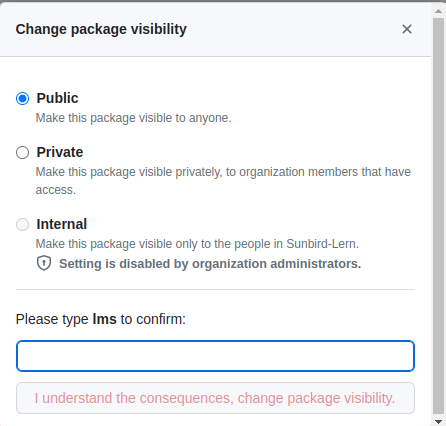 Change package visibility
Public
Make this package visible to anyone.
Private
Make this package visible privately, to organization members that have
access.
Internal
Make this package visible only to the people in Sunbird-Lern.
Setting is disabled by organization administrators.
Please type lms to confirm:
I understand the consequences, change package visibility.